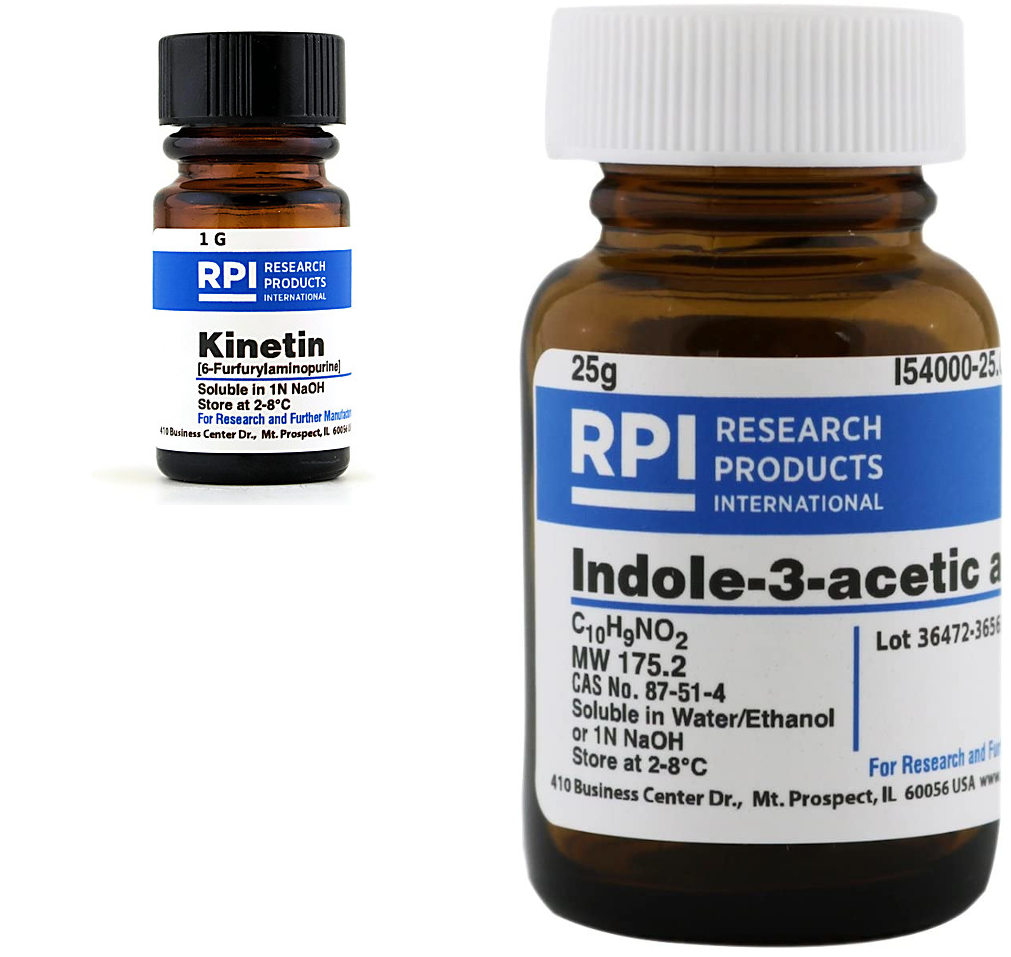 1 G
RPI RESEARCH
PRODUCTS
INTERNATIONAL
Kinetin
[6-Furfurylaminopurine]
Soluble in 1N NaOH
Store at 2-8°C
For Research and Further
410 Business Center Dr., Mt. Prospect, IL 60056
25g I54000-25.
RPI RESEARCH
PRODUCTS
INTERNATIONAL
Indole-3-acetic a
C₁₀H₉NO₂
MW 175.2
CAS No. 87-51-4
Soluble in Water/Ethanol
or 1N NaOH
Store at 2-8°C
Lot 36472-3656
For Research and
410 Business Center Dr., Mt. Prospect, IL 60056 USA www